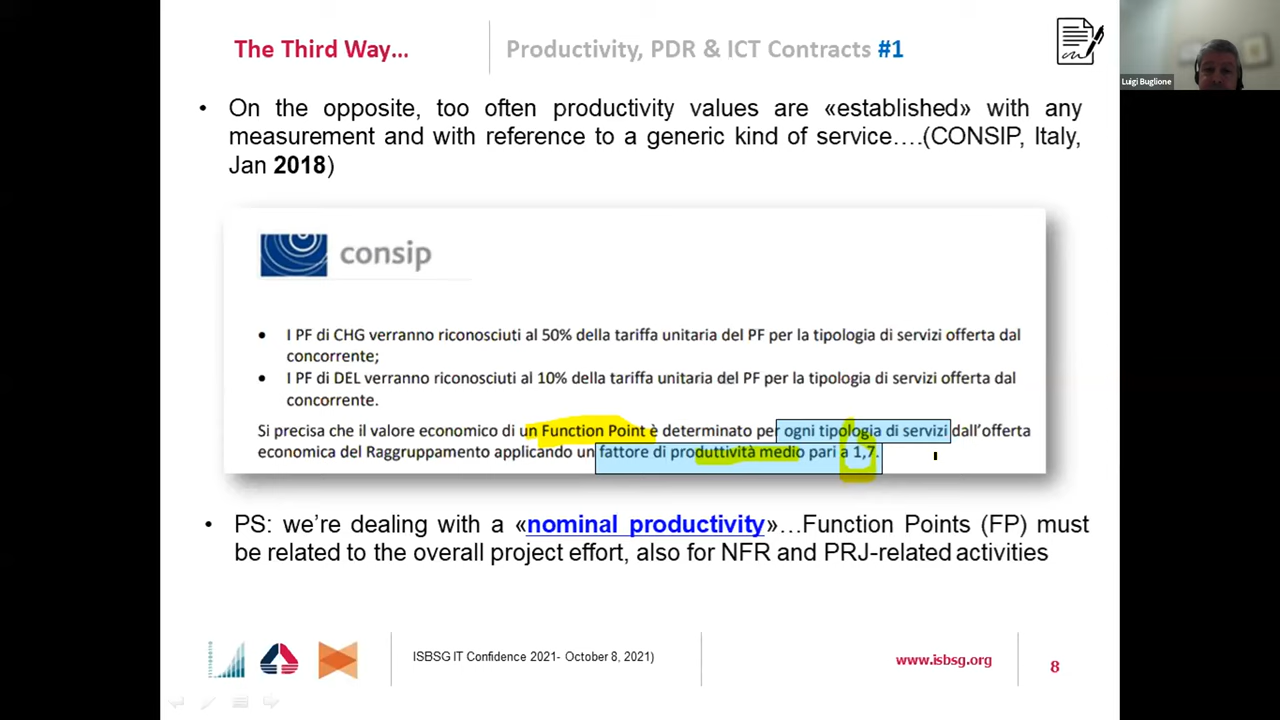 The Third Way...
Productivity, PDR & ICT Contracts #1
Luigi Buglione
• On the opposite, too often productivity values are «established» with any
measurement and with reference to a generic kind of service….(CONSIP, Italy,
Jan 2018)
consip
• I PF di CHG verranno riconosciuti al 50% della tariffa unitaria del PF per la tipologia di servizi offerta dal
concorrente;
• I PF di DEL verranno riconosciuti al 10% della tariffa unitaria del PF per la tipologia di servizi offerta dal
concorrente.
Si precisa che il valore economico di un Function Point è determinato per ogni tipologia di servizi dall'offerta
economica del Raggruppamento applicando un fattore di produttività medio pari a 1,7.
• PS: we're dealing with a «nominal productivity»…Function Points (FP) must
be related to the overall project effort, also for NFR and PRJ-related activities
ISBSG IT Confidence 2021- October 8, 2021)
www.isbsg.org
8